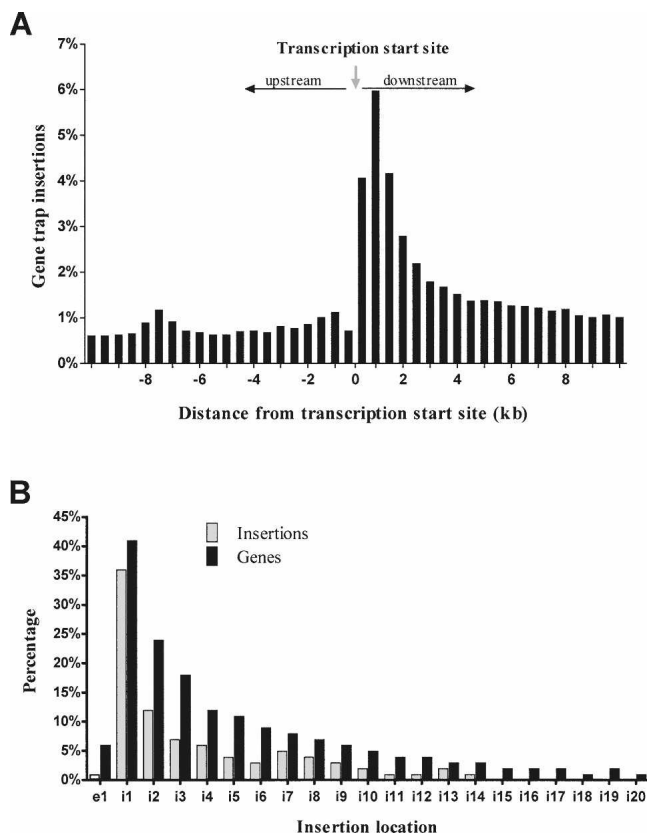 A
Transcription start site
upstream
downstream
7%
6%
5%
4%
3%
2%
1%
0%
Gene trap insertions
-8 -6 -4 -2 0 2 4 6 8
Distance from transcription start site (kb)
B
Insertions
Genes
45%
40%
35%
30%
25%
20%
15%
10%
5%
0%
Percentage
e1 i1 i2 i3 i4 i5 i6 i7 i8 i9 i10 i11 i12 i13 i14 i15 i16 i17 i18 i19 i20
Insertion location